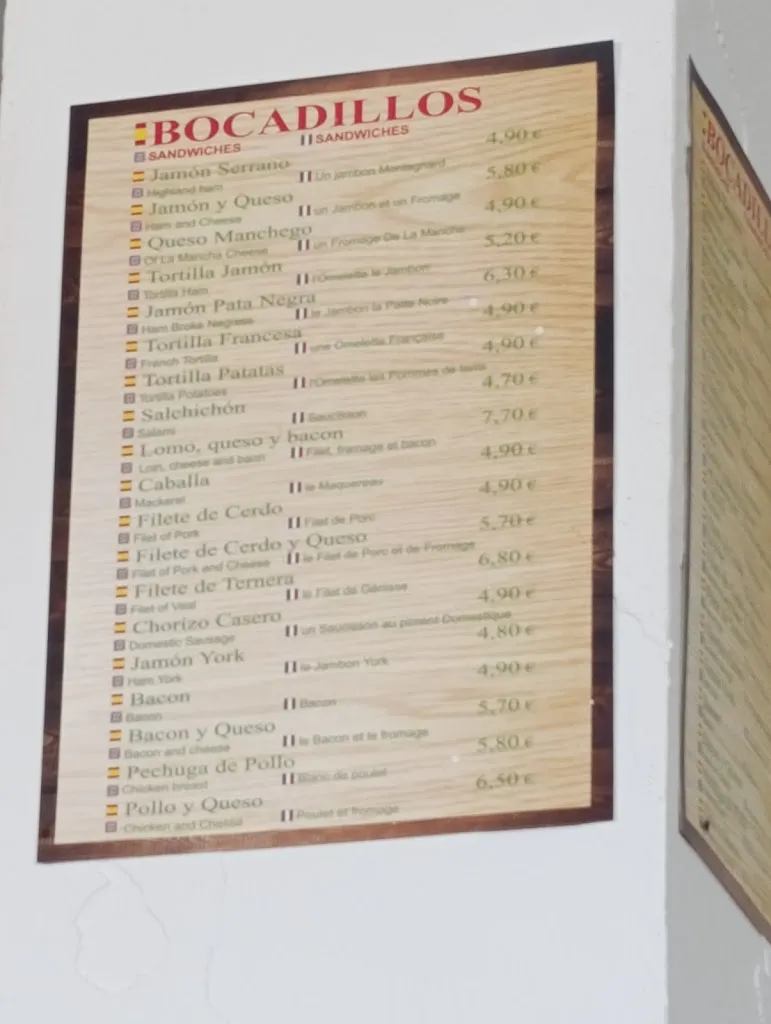 BOCADILLOS
SANDWICHES SANDWICHES
Jamón Serrano 4,90 €
Highland ham Un jambon Montagnard
Jamón y Queso 5,80 €
Ham and Cheese un Jambon et un Fromage
Queso Manchego 4,90 €
Of La Mancha Cheese un Fromage De La Manche
Tortilla Jamón 5,20 €
Tortilla Ham l'Omelette le Jambon
Jamón Pata Negra 6,30 €
Ham Broke Negress le Jambon la Patte Noire
Tortilla Francesa 4,90 €
French Tortilla une Omelette Française
Tortilla Patatas 4,90 €
Tortilla Potatoes l'Omelette les Pommes de terre
Salchichón 4,70 €
Salami Saucisson
Lomo, queso y bacon 7,70 €
Loin, cheese and bacon Filet, fromage et bacon
Caballa 4,90 €
Mackerel le Maquereau
Filete de Cerdo 4,90 €
Filet of Pork Filet de Porc
Filete de Cerdo y Queso 5,70 €
Filet of Pork and Cheese le Filet de Porc et de Fromage
Filete de Ternera 6,80 €
Filet of Veal le Filet de Génisse
Chorizo Casero 4,90 €
Domestic Sausage un Saucisson au piment Domestique
Jamón York 4,80 €
Ham York le Jambon York
Bacon 4,90 €
Bacon Bacon
Bacon y Queso 5,70 €
Bacon and cheese le Bacon et le fromage
Pechuga de Pollo 5,80 €
Chicken breast Blanc de poulet
Pollo y Queso 6,50 €
Chicken and Cheese Poulet et fromage
BOCADILL